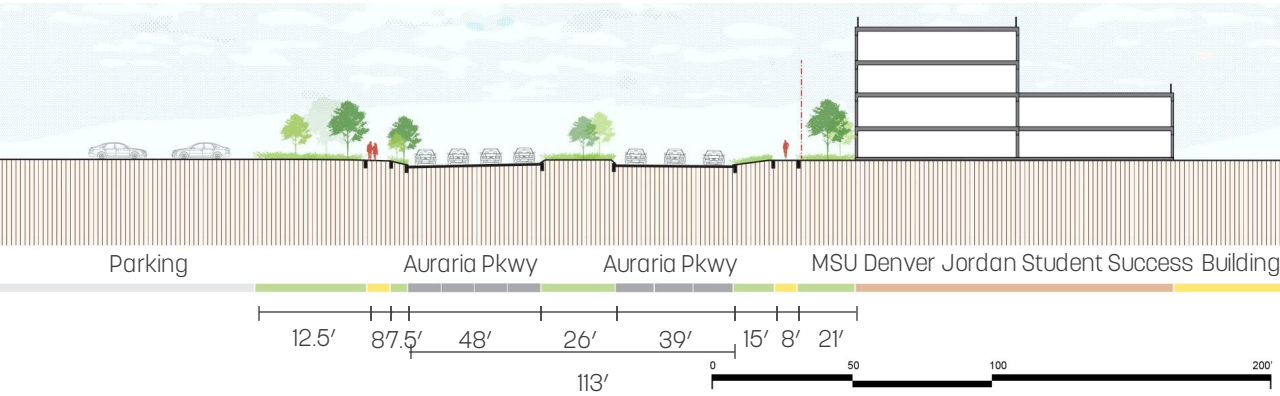 Parking Auraria Pkwy Auraria Pkwy MSU Denver Jordan Student Success Building
12.5′ 8′ 7.5′ 48′ 26′ 39′ 15′ 8′ 21′
113′
0 50 100 200'